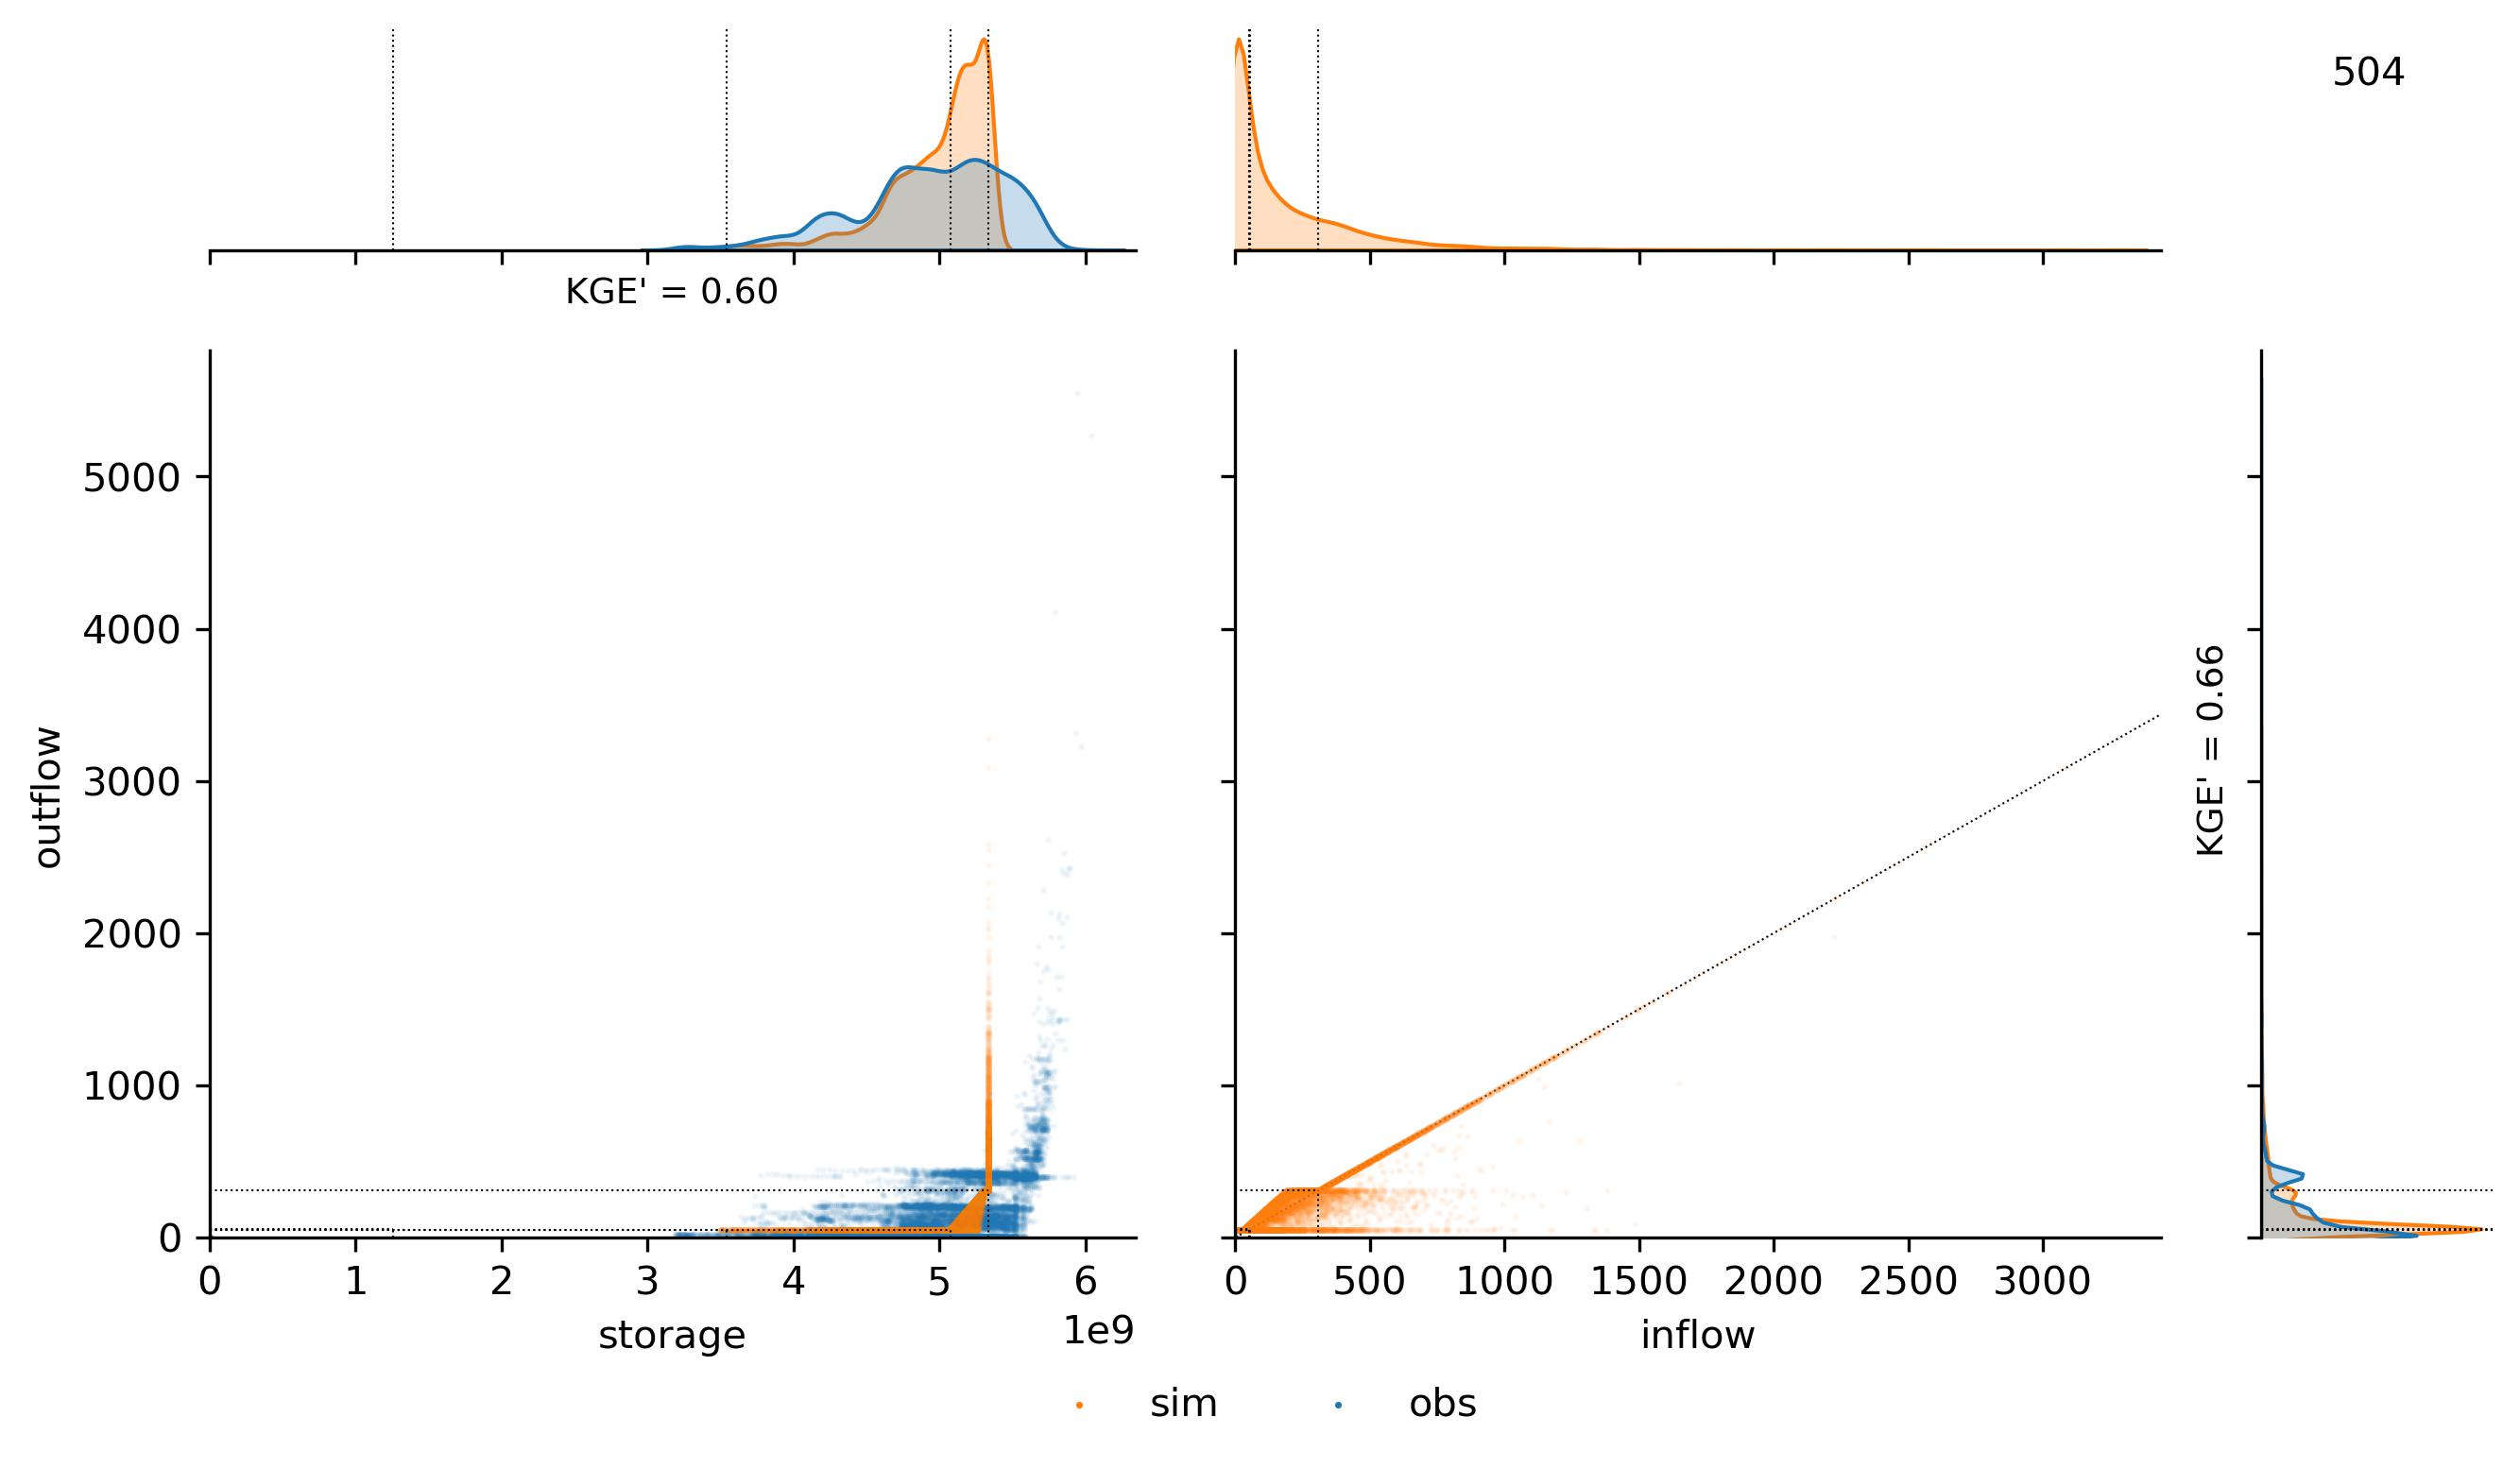 504
KGE' = 0.60
outflow
5000
4000
3000
2000
1000
0
KGE' = 0.66
0 1 2 3 4 5 6
1e9
storage
0 500 1000 1500 2000 2500 3000
inflow
sim obs